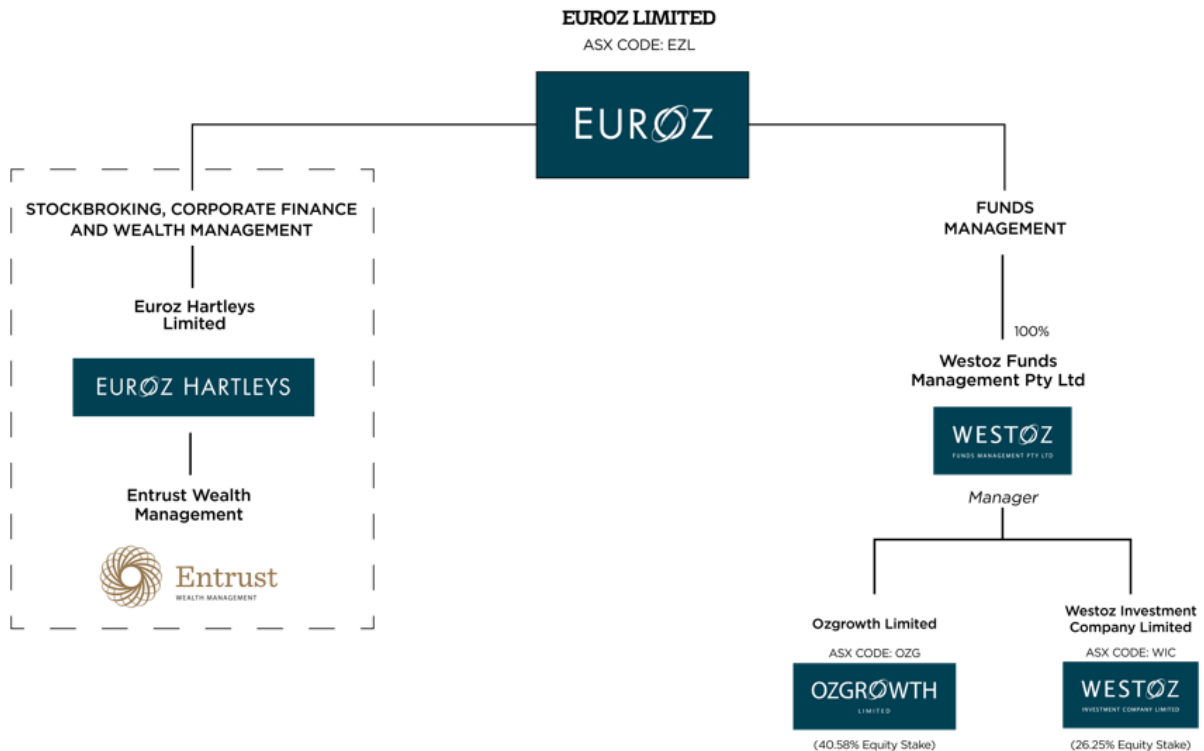 EUROZ LIMITED
ASX CODE: EZL
EUROZ
STOCKBROKING, CORPORATE FINANCE
AND WEALTH MANAGEMENT
Euroz Hartleys
Limited
EUROZ HARTLEYS
Entrust Wealth
Management
Entrust
WEALTH MANAGEMENT
FUNDS
MANAGEMENT
100%
Westoz Funds
Management Pty Ltd
WESTOZ
FUNDS MANAGEMENT PTY LTD
Manager
Ozgrowth Limited
ASX CODE: OZG
OZGROWTH
LIMITED
(40.58% Equity Stake)
Westoz Investment
Company Limited
ASX CODE: WIC
WESTOZ
INVESTMENT COMPANY LIMITED
(26.25% Equity Stake)